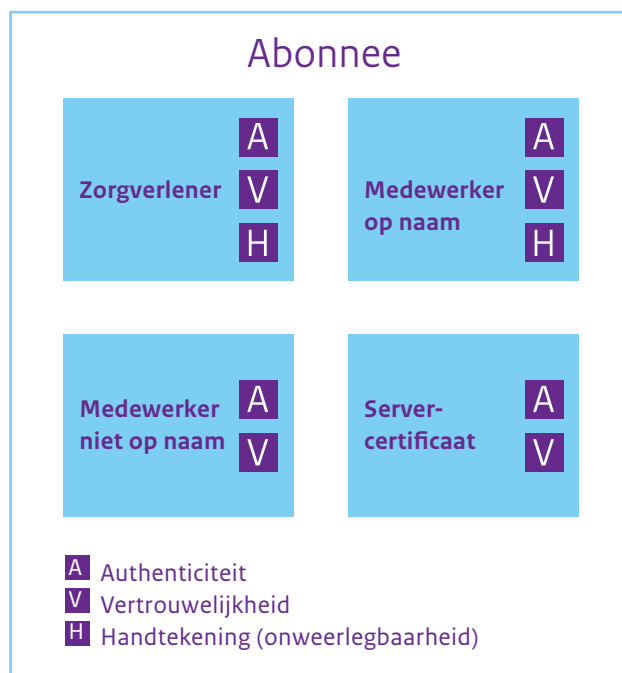 Abonnee
Zorgverlener
A
V
H
Medewerker
op naam
A
V
H
Medewerker
niet op naam
A
V
Server-
certificaat
A
V
A Authenticiteit
V Vertrouwelijkheid
H Handtekening (onweerlegbaarheid)